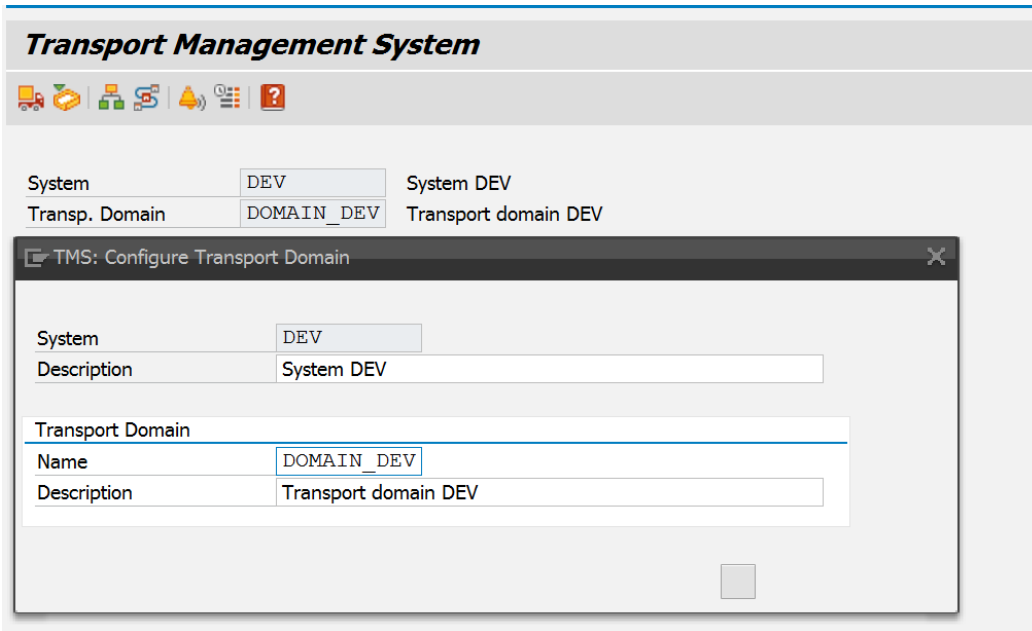 Transport Management System
System DEV System DEV
Transp. Domain DOMAIN_DEV Transport domain DEV
TMS: Configure Transport Domain
System DEV
Description System DEV
Transport Domain
Name DOMAIN_DEV
Description Transport domain DEV